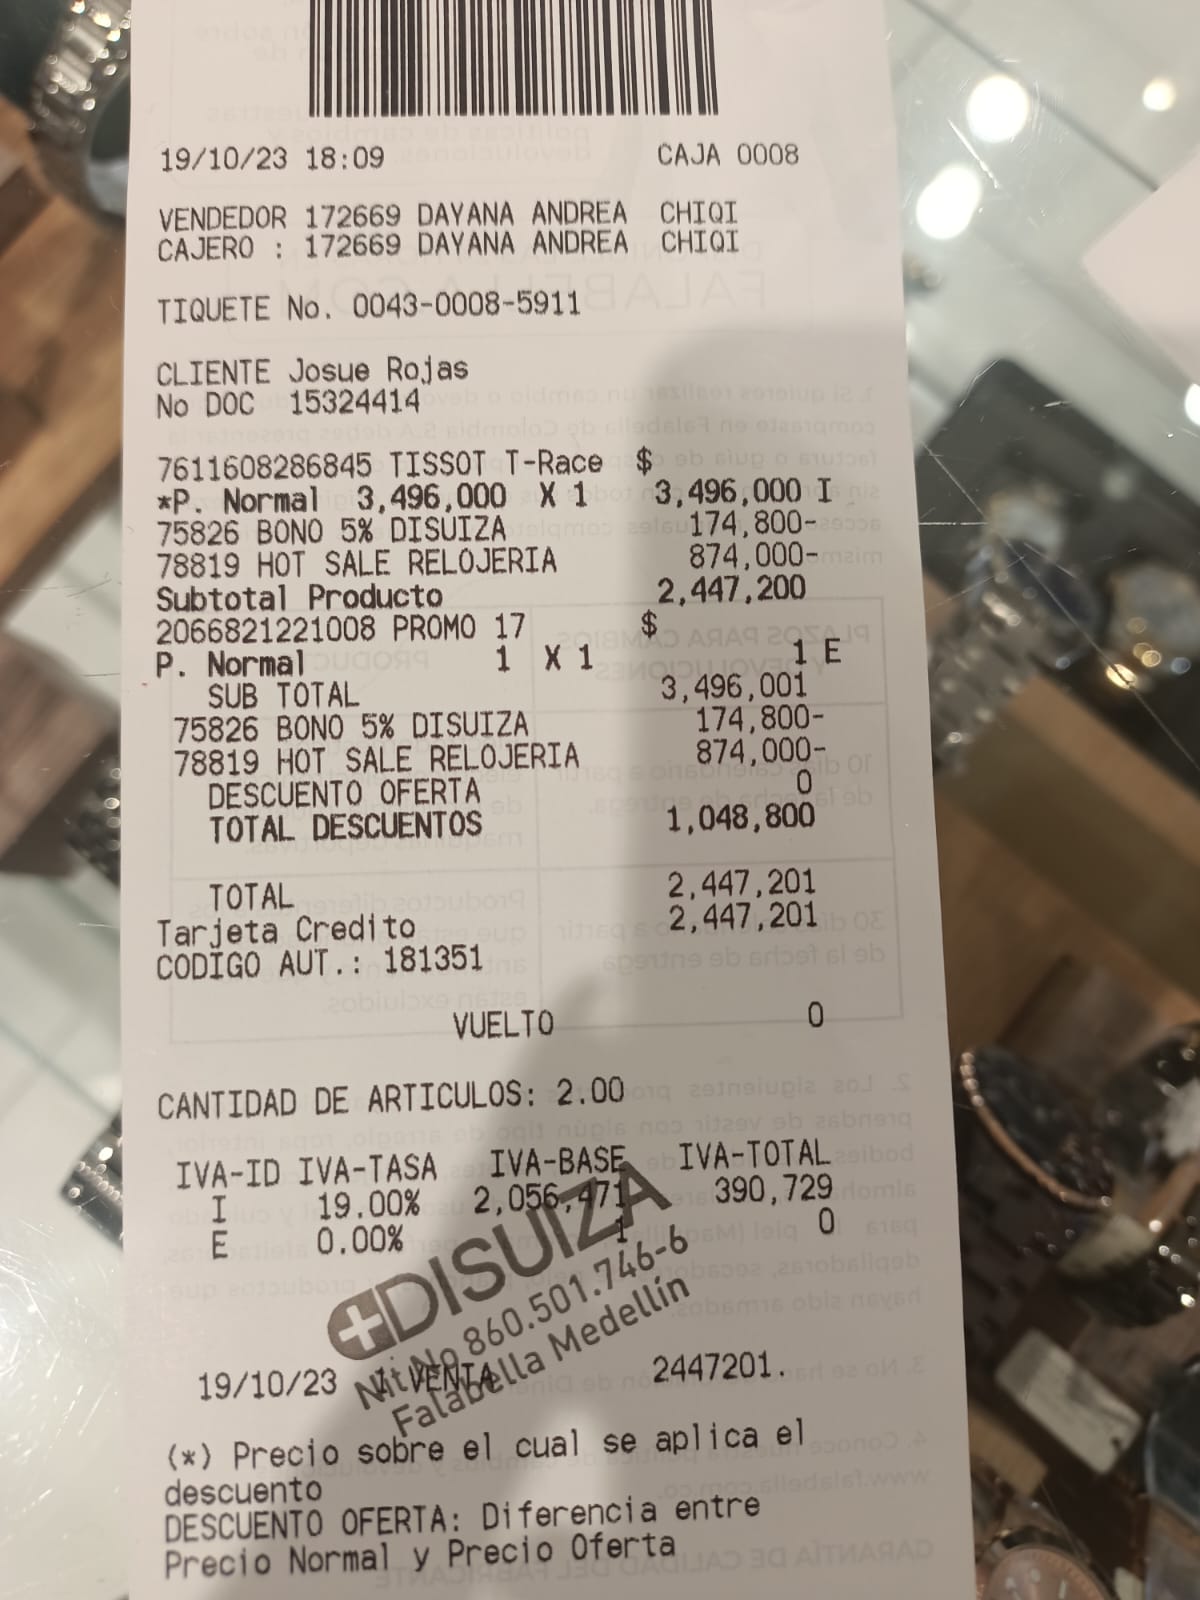 19/10/23 18:09 CAJA 0008
VENDEDOR 172669 DAYANA ANDREA CHIQI
CAJERO : 172669 DAYANA ANDREA CHIQI
TIQUETE No. 0043-0008-5911
CLIENTE Josue Rojas
No DOC 15324414
7611608286845 TISSOT T-Race $
*P. Normal 3,496,000 X 1 3,496,000 I
75826 BONO 5% DISUIZA 174,800-
78819 HOT SALE RELOJERIA 874,000-
Subtotal Producto 2,447,200
2066821221008 PROMO 17 $
P. Normal 1 X 1 1 E
SUB TOTAL 3,496,001
75826 BONO 5% DISUIZA 174,800-
78819 HOT SALE RELOJERIA 874,000-
DESCUENTO OFERTA 0
TOTAL DESCUENTOS 1,048,800
TOTAL 2,447,201
Tarjeta Credito 2,447,201
CODIGO AUT.: 181351
VUELTO 0
CANTIDAD DE ARTICULOS: 2.00
IVA-ID IVA-TASA IVA-BASE IVA-TOTAL
I 19.00% 2,056,471 390,729
E 0.00% 1 0
DISUIZA
Nit No 860.501.746-6
Falabella Medellín
19/10/23 1 VENTA 2447201.
(*) Precio sobre el cual se aplica el
descuento
DESCUENTO OFERTA: Diferencia entre
Precio Normal y Precio Oferta